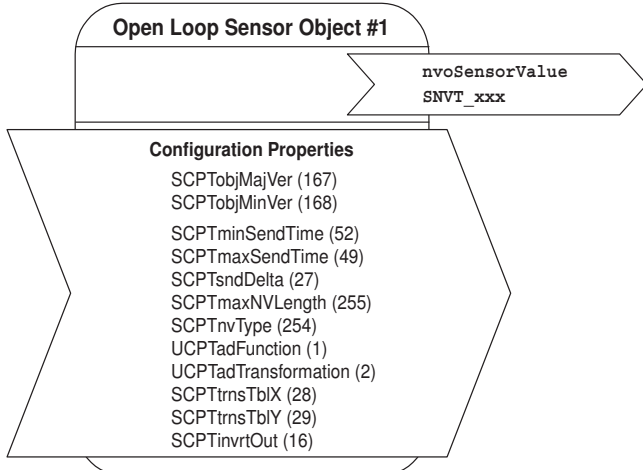 Open Loop Sensor Object #1
nvoSensorValue
SNVT_xxx
Configuration Properties
SCPTobjMajVer (167)
SCPTobjMinVer (168)
SCPTminSendTime (52)
SCPTmaxSendTime (49)
SCPTsndDelta (27)
SCPTmaxNVLength (255)
SCPTnvType (254)
UCPTadFunction (1)
UCPTadTransformation (2)
SCPTtrnsTblX (28)
SCPTtrnsTblY (29)
SCPTinvrtOut (16)